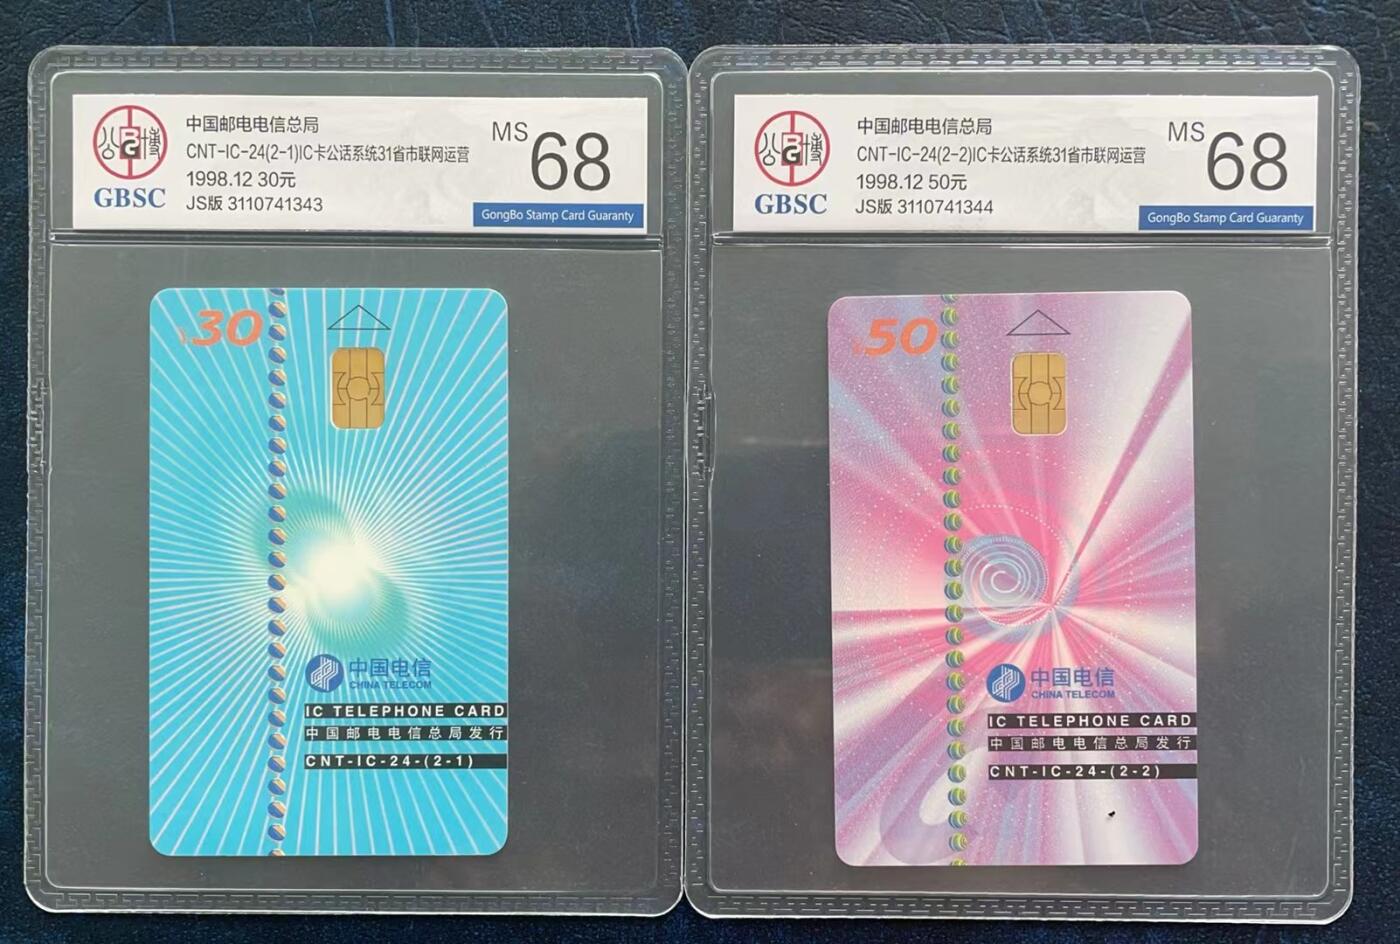 公博
GBSC
中国邮电电信总局
CNT-IC-24(2-1)IC卡公话系统31省市联网运营
1998.12 30元
JS版 3110741343
MS 68
GongBo Stamp Card Guaranty
¥30
中国电信
CHINA TELECOM
IC TELEPHONE CARD
中国邮电电信总局发行
CNT-IC-24-(2-1)
公博
GBSC
中国邮电电信总局
CNT-IC-24(2-2)IC卡公话系统31省市联网运营
1998.12 50元
JS版 3110741344
MS 68
GongBo Stamp Card Guaranty
¥50
中国电信
CHINA TELECOM
IC TELEPHONE CARD
中国邮电电信总局发行
CNT-IC-24-(2-2)